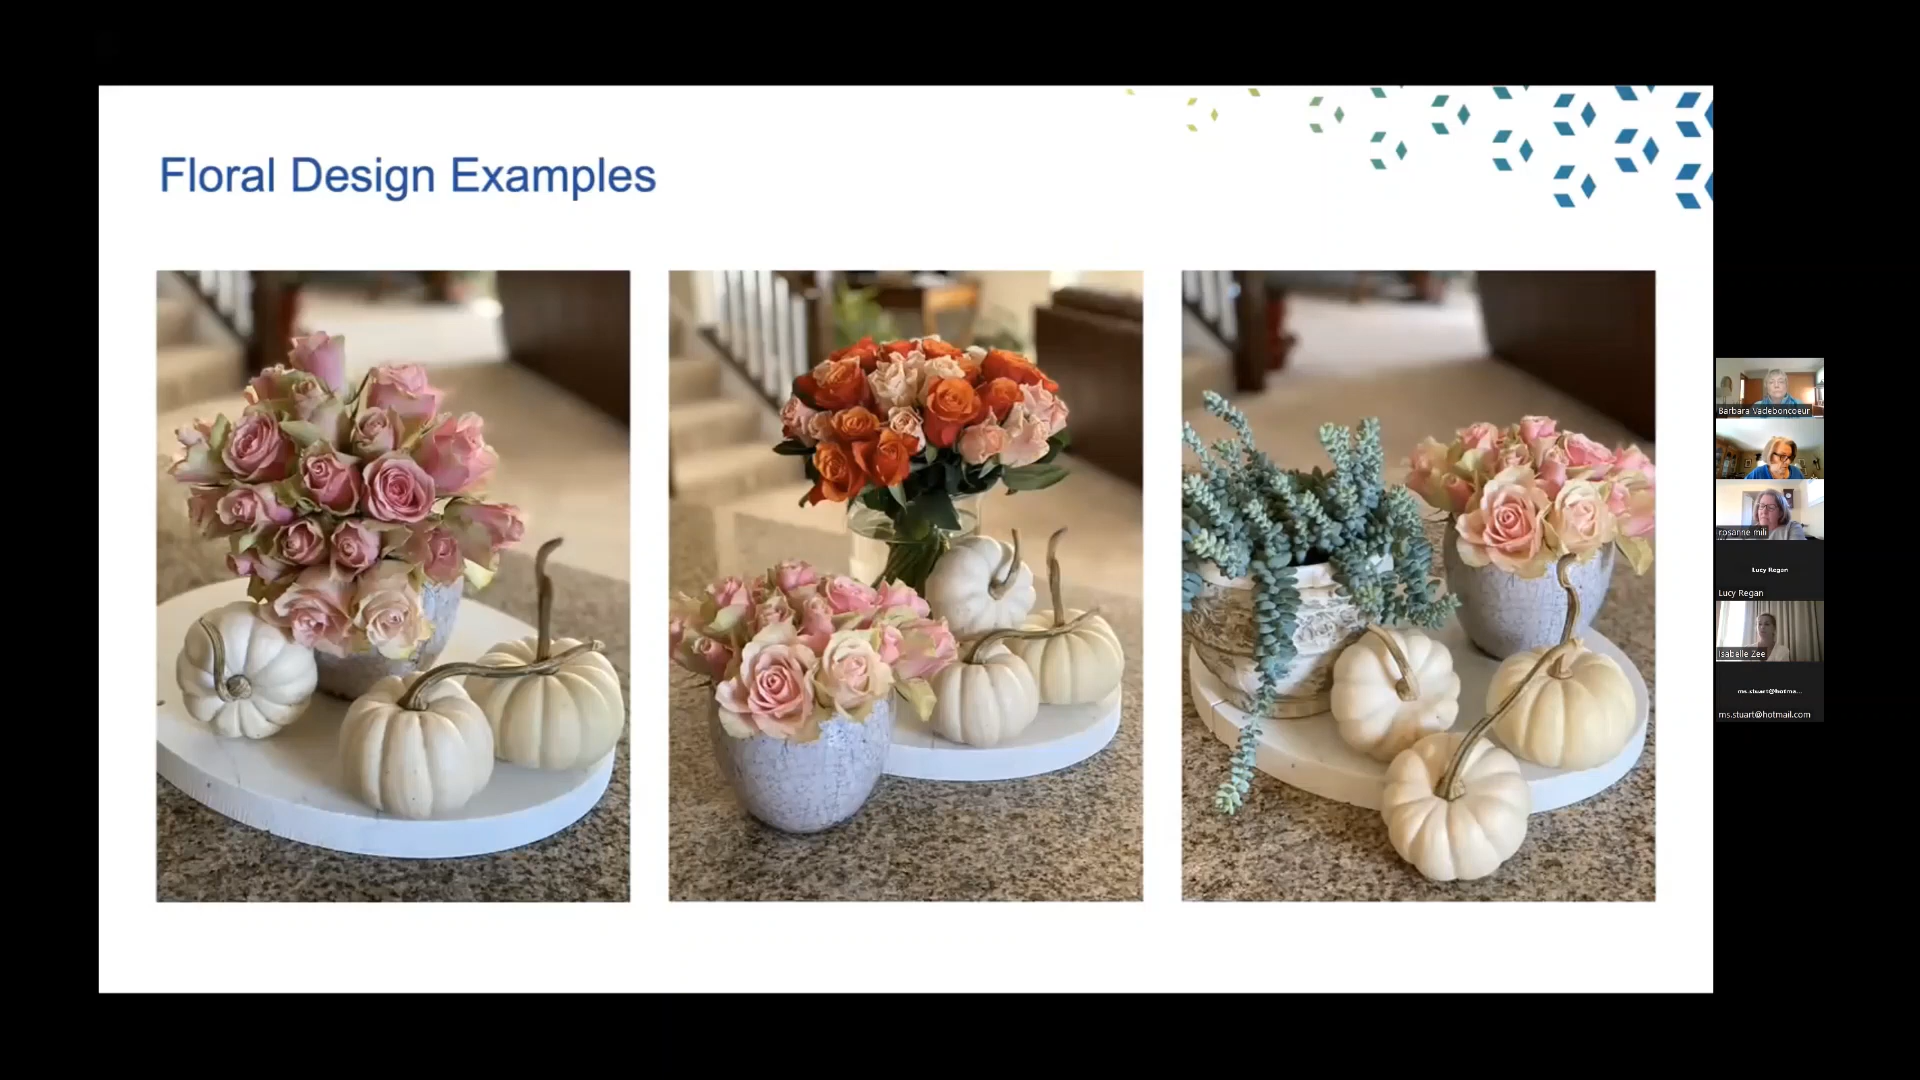 Floral Design Examples
Barbara Vadeboncoeur
rosanne mili
Lucy Regan
Lucy Regan
Isabelle Zee
ms.stuart@hotma...
ms.stuart@hotmail.com